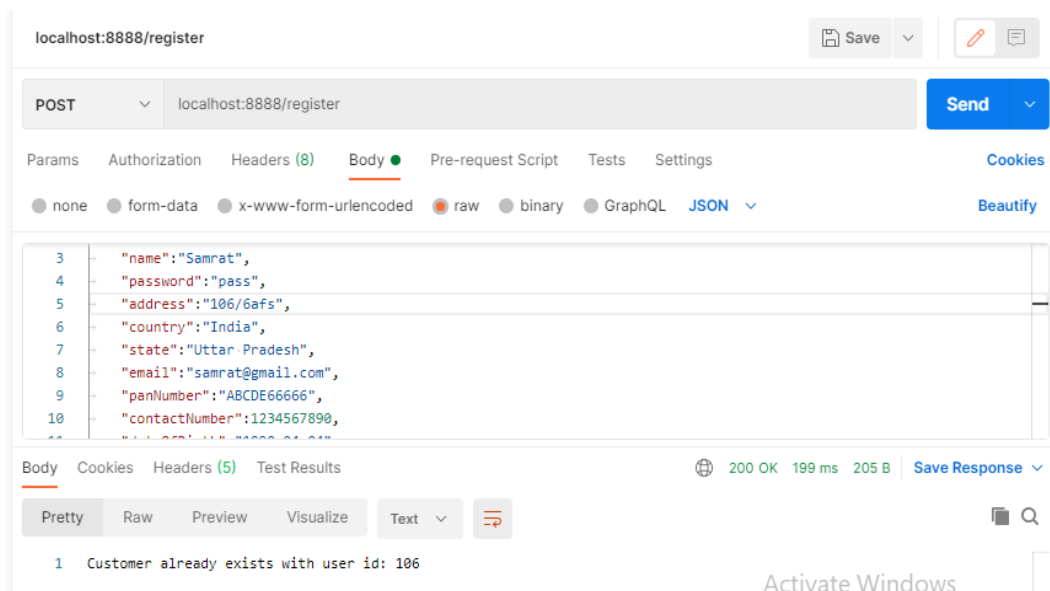 localhost:8888/register
Save
POST
localhost:8888/register
Send
Params Authorization Headers (8) Body Pre-request Script Tests Settings Cookies
none form-data x-www-form-urlencoded raw binary GraphQL JSON Beautify
3 "name":"Samrat",
4 "password":"pass",
5 "address":"106/6afs",
6 "country":"India",
7 "state":"Uttar·Pradesh",
8 "email":"samrat@gmail.com",
9 "panNumber":"ABCDE66666",
10 "contactNumber":1234567890,
Body Cookies Headers (5) Test Results 200 OK 199 ms 205 B Save Response
Pretty Raw Preview Visualize Text
1 Customer already exists with user id: 106
Activate Windows